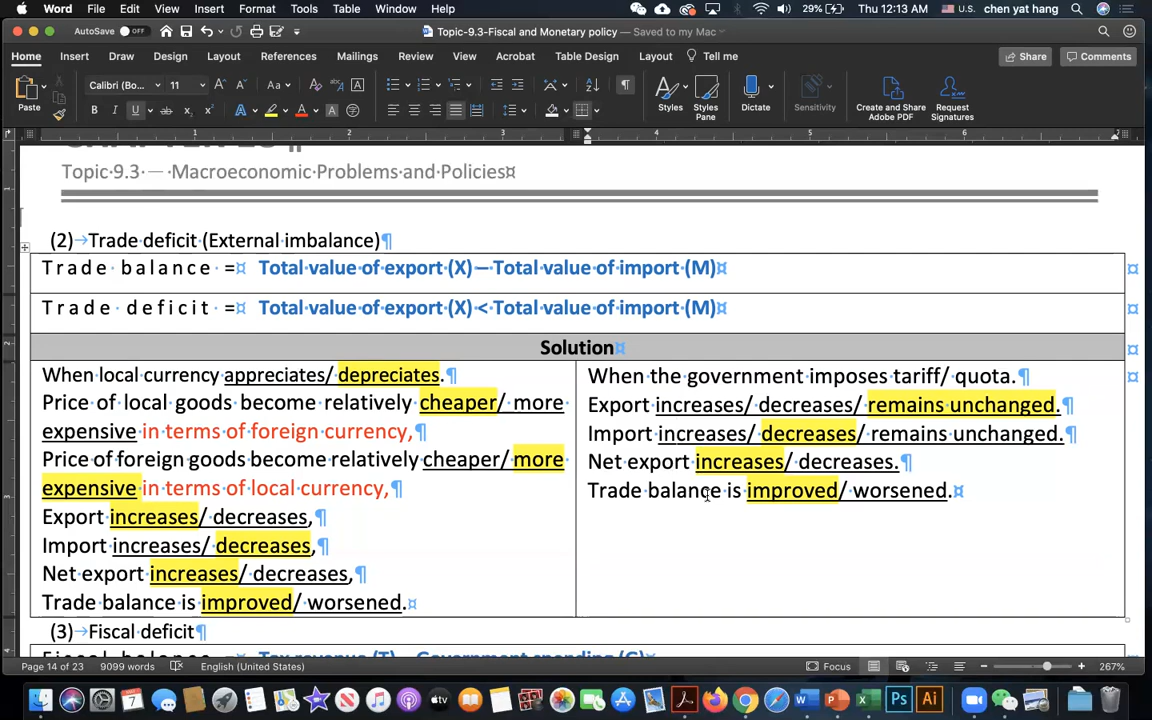 Word File Edit View Insert Format Tools Table Window Help 29% Thu 12:13 AM U.S. chen yat hang
AutoSave OFF Topic-9.3-Fiscal and Monetary policy — Saved to my Mac
Home Insert Draw Design Layout References Mailings Review View Acrobat Table Design Layout Tell me Share Comments
Calibri (Bo... 11
Paste Styles Styles Pane Dictate Sensitivity Create and Share Adobe PDF Request Signatures
Topic 9.3 — Macroeconomic Problems and Policies
(2) Trade deficit (External imbalance)
Trade balance = Total value of export (X) – Total value of import (M)
Trade deficit = Total value of export (X) < Total value of import (M)
Solution
When local currency appreciates/ depreciates.
Price of local goods become relatively cheaper/ more
expensive in terms of foreign currency,
Price of foreign goods become relatively cheaper/ more
expensive in terms of local currency,
Export increases/ decreases,
Import increases/ decreases,
Net export increases/ decreases,
Trade balance is improved/ worsened.
When the government imposes tariff/ quota.
Export increases/ decreases/ remains unchanged.
Import increases/ decreases/ remains unchanged.
Net export increases/ decreases.
Trade balance is improved/ worsened.
(3) Fiscal deficit
Page 14 of 23 9099 words English (United States) Focus 267%